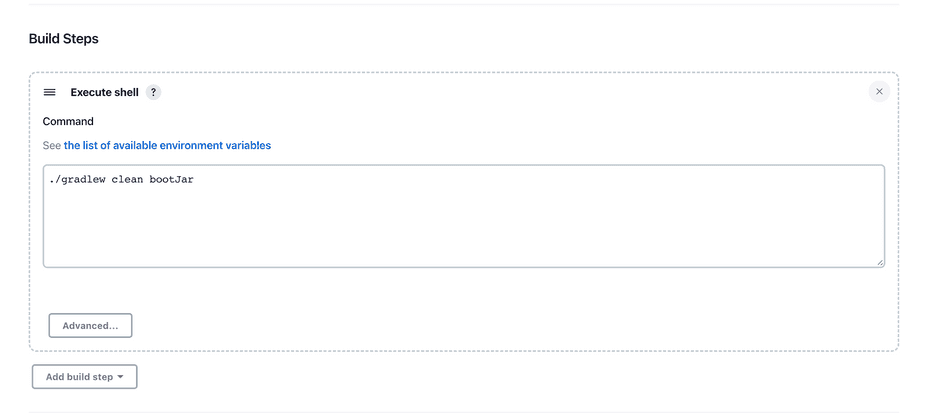 Build Steps
Execute shell ?
Command
See the list of available environment variables
./gradlew clean bootJar
Advanced...
Add build step